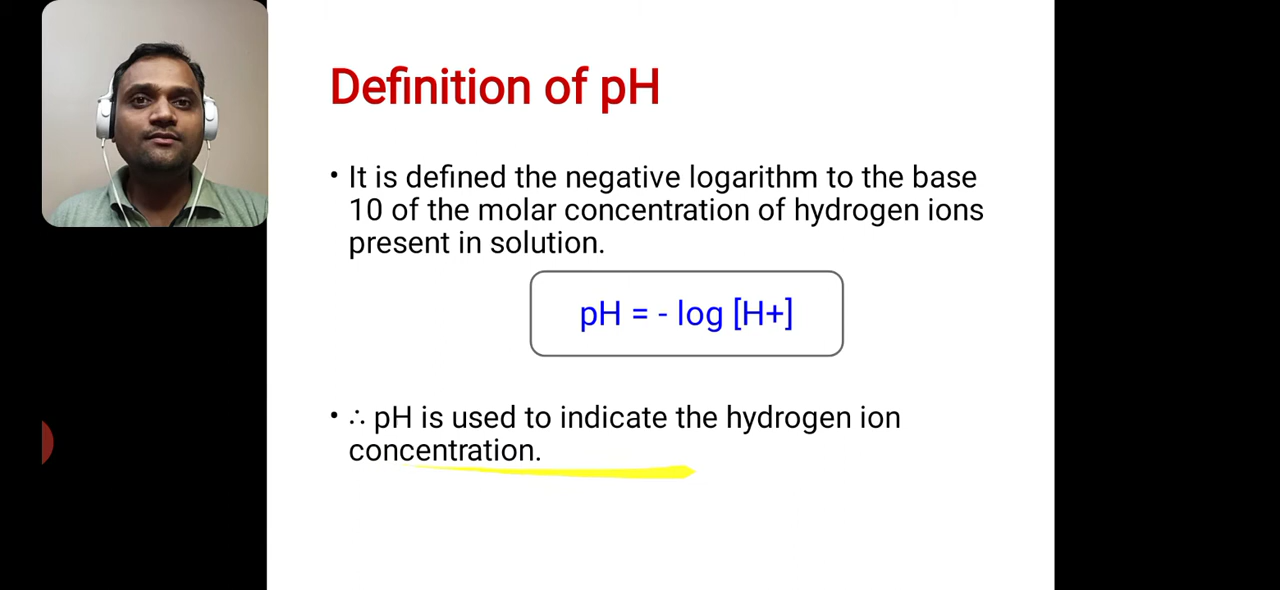 Definition of pH
• It is defined the negative logarithm to the base
10 of the molar concentration of hydrogen ions
present in solution.
pH = - log [H+]
• ∴ pH is used to indicate the hydrogen ion
concentration.